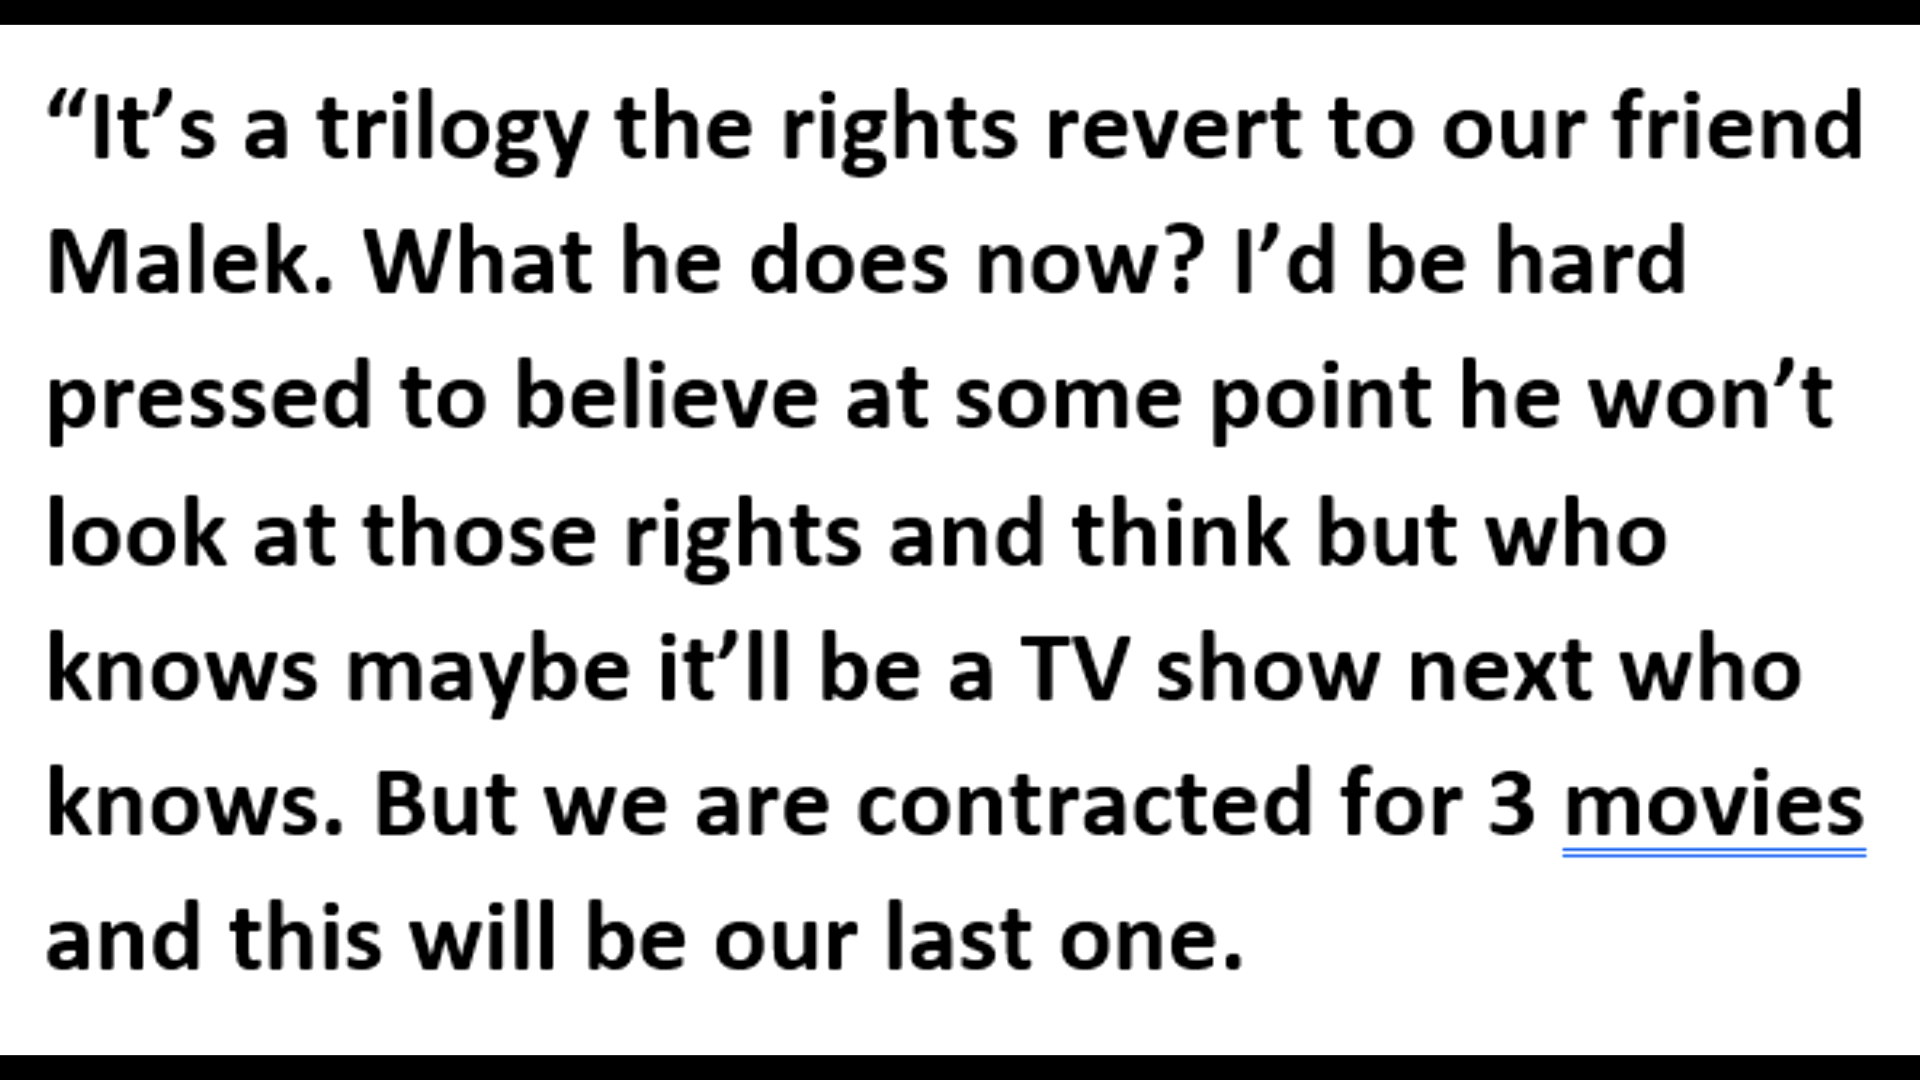 “It’s a trilogy the rights revert to our friend
Malek. What he does now? I’d be hard
pressed to believe at some point he won’t
look at those rights and think but who
knows maybe it’ll be a TV show next who
knows. But we are contracted for 3 movies
and this will be our last one.